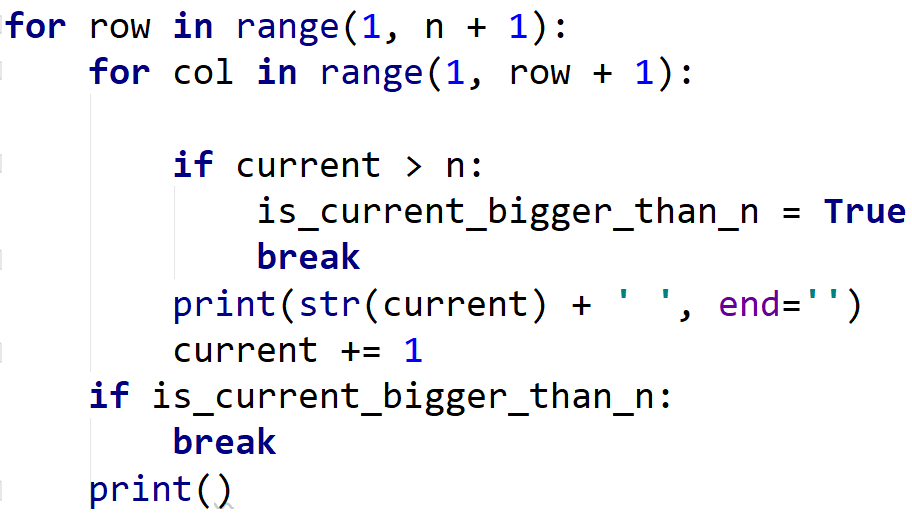 for row in range(1, n + 1):
    for col in range(1, row + 1):

        if current > n:
            is_current_bigger_than_n = True
            break
        print(str(current) + ' ', end='')
        current += 1
    if is_current_bigger_than_n:
        break
    print()